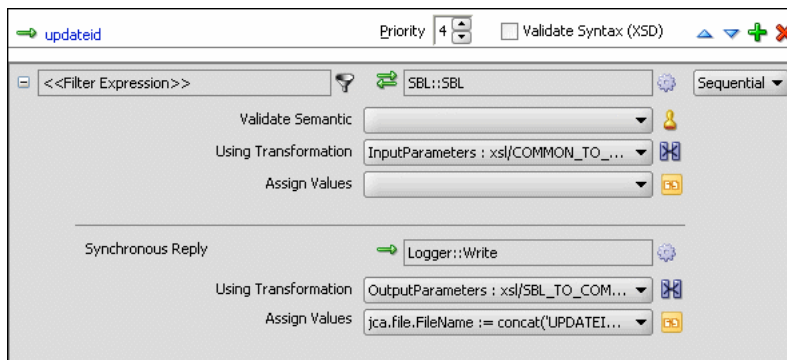 updateid Priority 4 Validate Syntax (XSD)
<<Filter Expression>> SBL::SBL Sequential
Validate Semantic
Using Transformation InputParameters : xsl/COMMON_TO_...
Assign Values
Synchronous Reply Logger::Write
Using Transformation OutputParameters : xsl/SBL_TO_COM...
Assign Values jca.file.FileName := concat('UPDATEI...